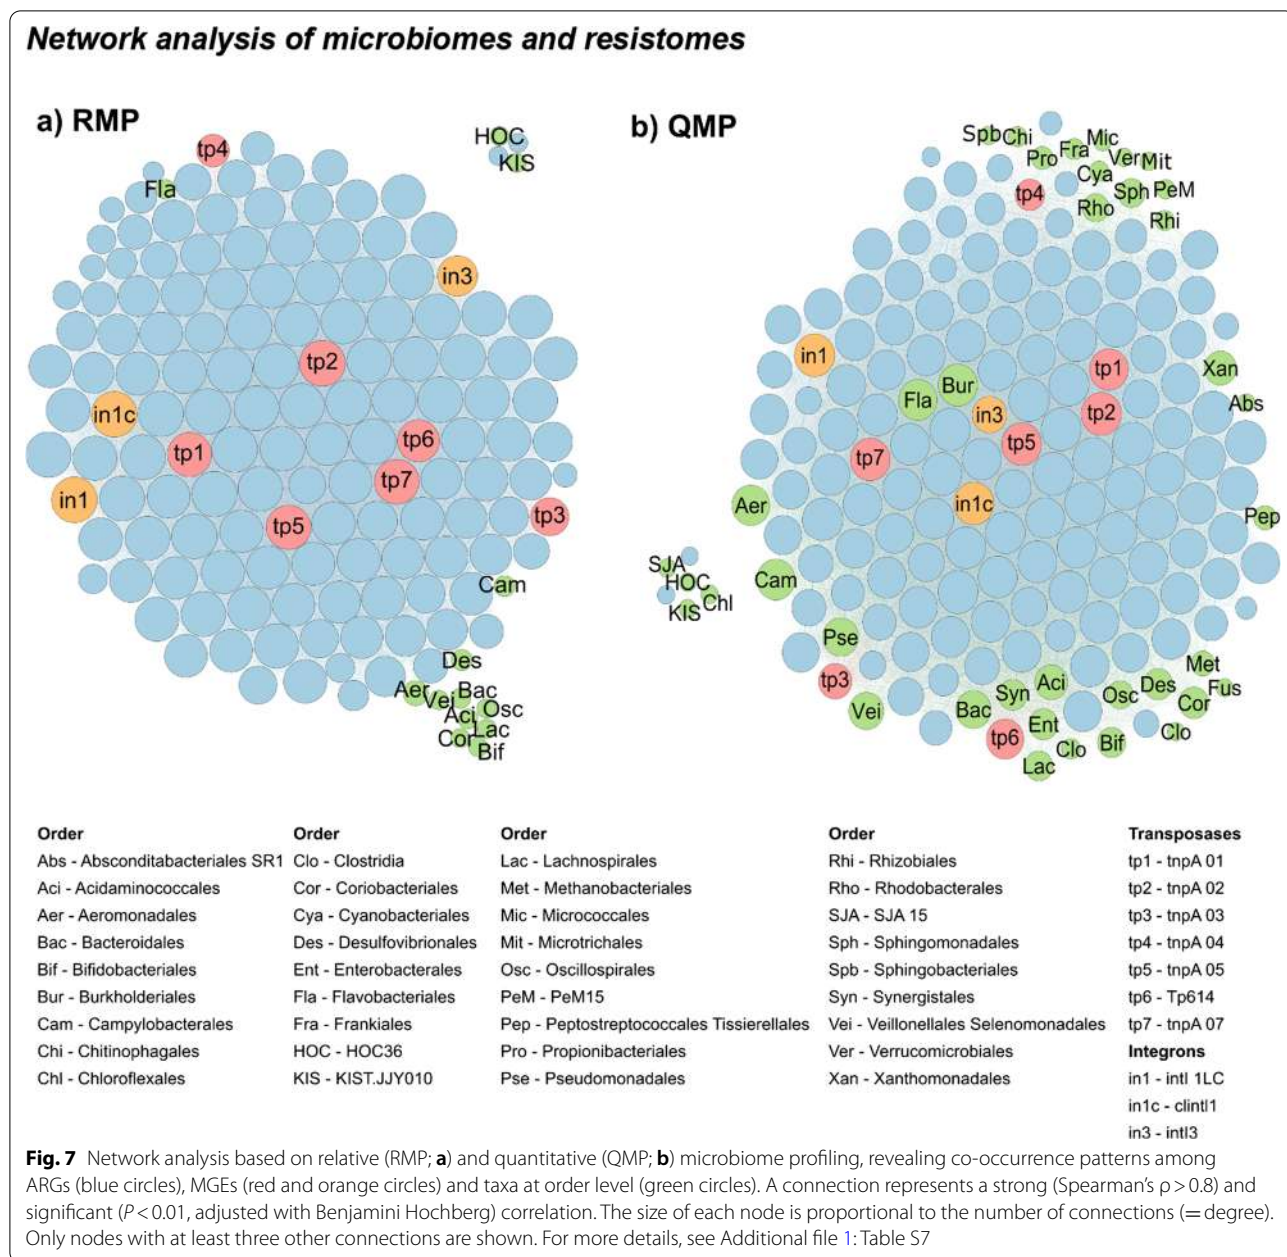 Network analysis of microbiomes and resistomes
a) RMP
b) QMP
tp4
Fla
HOC
KIS
in3
tp2
in1c
tp1
tp6
tp7
in1
tp5
tp3
Cam
Des
Aer
Vei
Bac
Aci
Osc
Lac
Cor
Bif
Spb
Chi
Pro
Fra
Mic
Ver
Mit
Cya
tp4
Rho
Sph
PeM
Rhi
in1
Fla
Bur
in3
tp1
tp2
Xan
Abs
tp5
tp7
in1c
Aer
Pep
SJA
HOC
Chl
KIS
Cam
Pse
tp3
Vei
Bac
Syn
Aci
Ent
tp6
Lac
Clo
Bif
Osc
Des
Met
Fus
Cor
Clo
Order
Abs - Absconditabacteriales SR1
Aci - Acidaminococcales
Aer - Aeromonadales
Bac - Bacteroidales
Bif - Bifidobacteriales
Bur - Burkholderiales
Cam - Campylobacterales
Chi - Chitinophagales
Chl - Chloroflexales
Order
Clo - Clostridia
Cor - Coriobacteriales
Cya - Cyanobacteriales
Des - Desulfovibrionales
Ent - Enterobacterales
Fla - Flavobacteriales
Fra - Frankiales
HOC - HOC36
KIS - KIST.JJY010
Order
Lac - Lachnospirales
Met - Methanobacteriales
Mic - Micrococcales
Mit - Microtrichales
Osc - Oscillospirales
PeM - PeM15
Pep - Peptostreptococcales Tissierellales
Pro - Propionibacteriales
Pse - Pseudomonadales
Order
Rhi - Rhizobiales
Rho - Rhodobacterales
SJA - SJA 15
Sph - Sphingomonadales
Spb - Sphingobacteriales
Syn - Synergistales
Vei - Veillonellales Selenomonadales
Ver - Verrucomicrobiales
Xan - Xanthomonadales
Transposases
tp1 - tnpA 01
tp2 - tnpA 02
tp3 - tnpA 03
tp4 - tnpA 04
tp5 - tnpA 05
tp6 - Tp614
tp7 - tnpA 07
Integrons
in1 - intI 1LC
in1c - clintI1
in3 - intI3
Fig. 7 Network analysis based on relative (RMP; a) and quantitative (QMP; b) microbiome profiling, revealing co-occurrence patterns among
ARGs (blue circles), MGEs (red and orange circles) and taxa at order level (green circles). A connection represents a strong (Spearman's ρ > 0.8) and
significant (P < 0.01, adjusted with Benjamini Hochberg) correlation. The size of each node is proportional to the number of connections (= degree).
Only nodes with at least three other connections are shown. For more details, see Additional file 1: Table S7